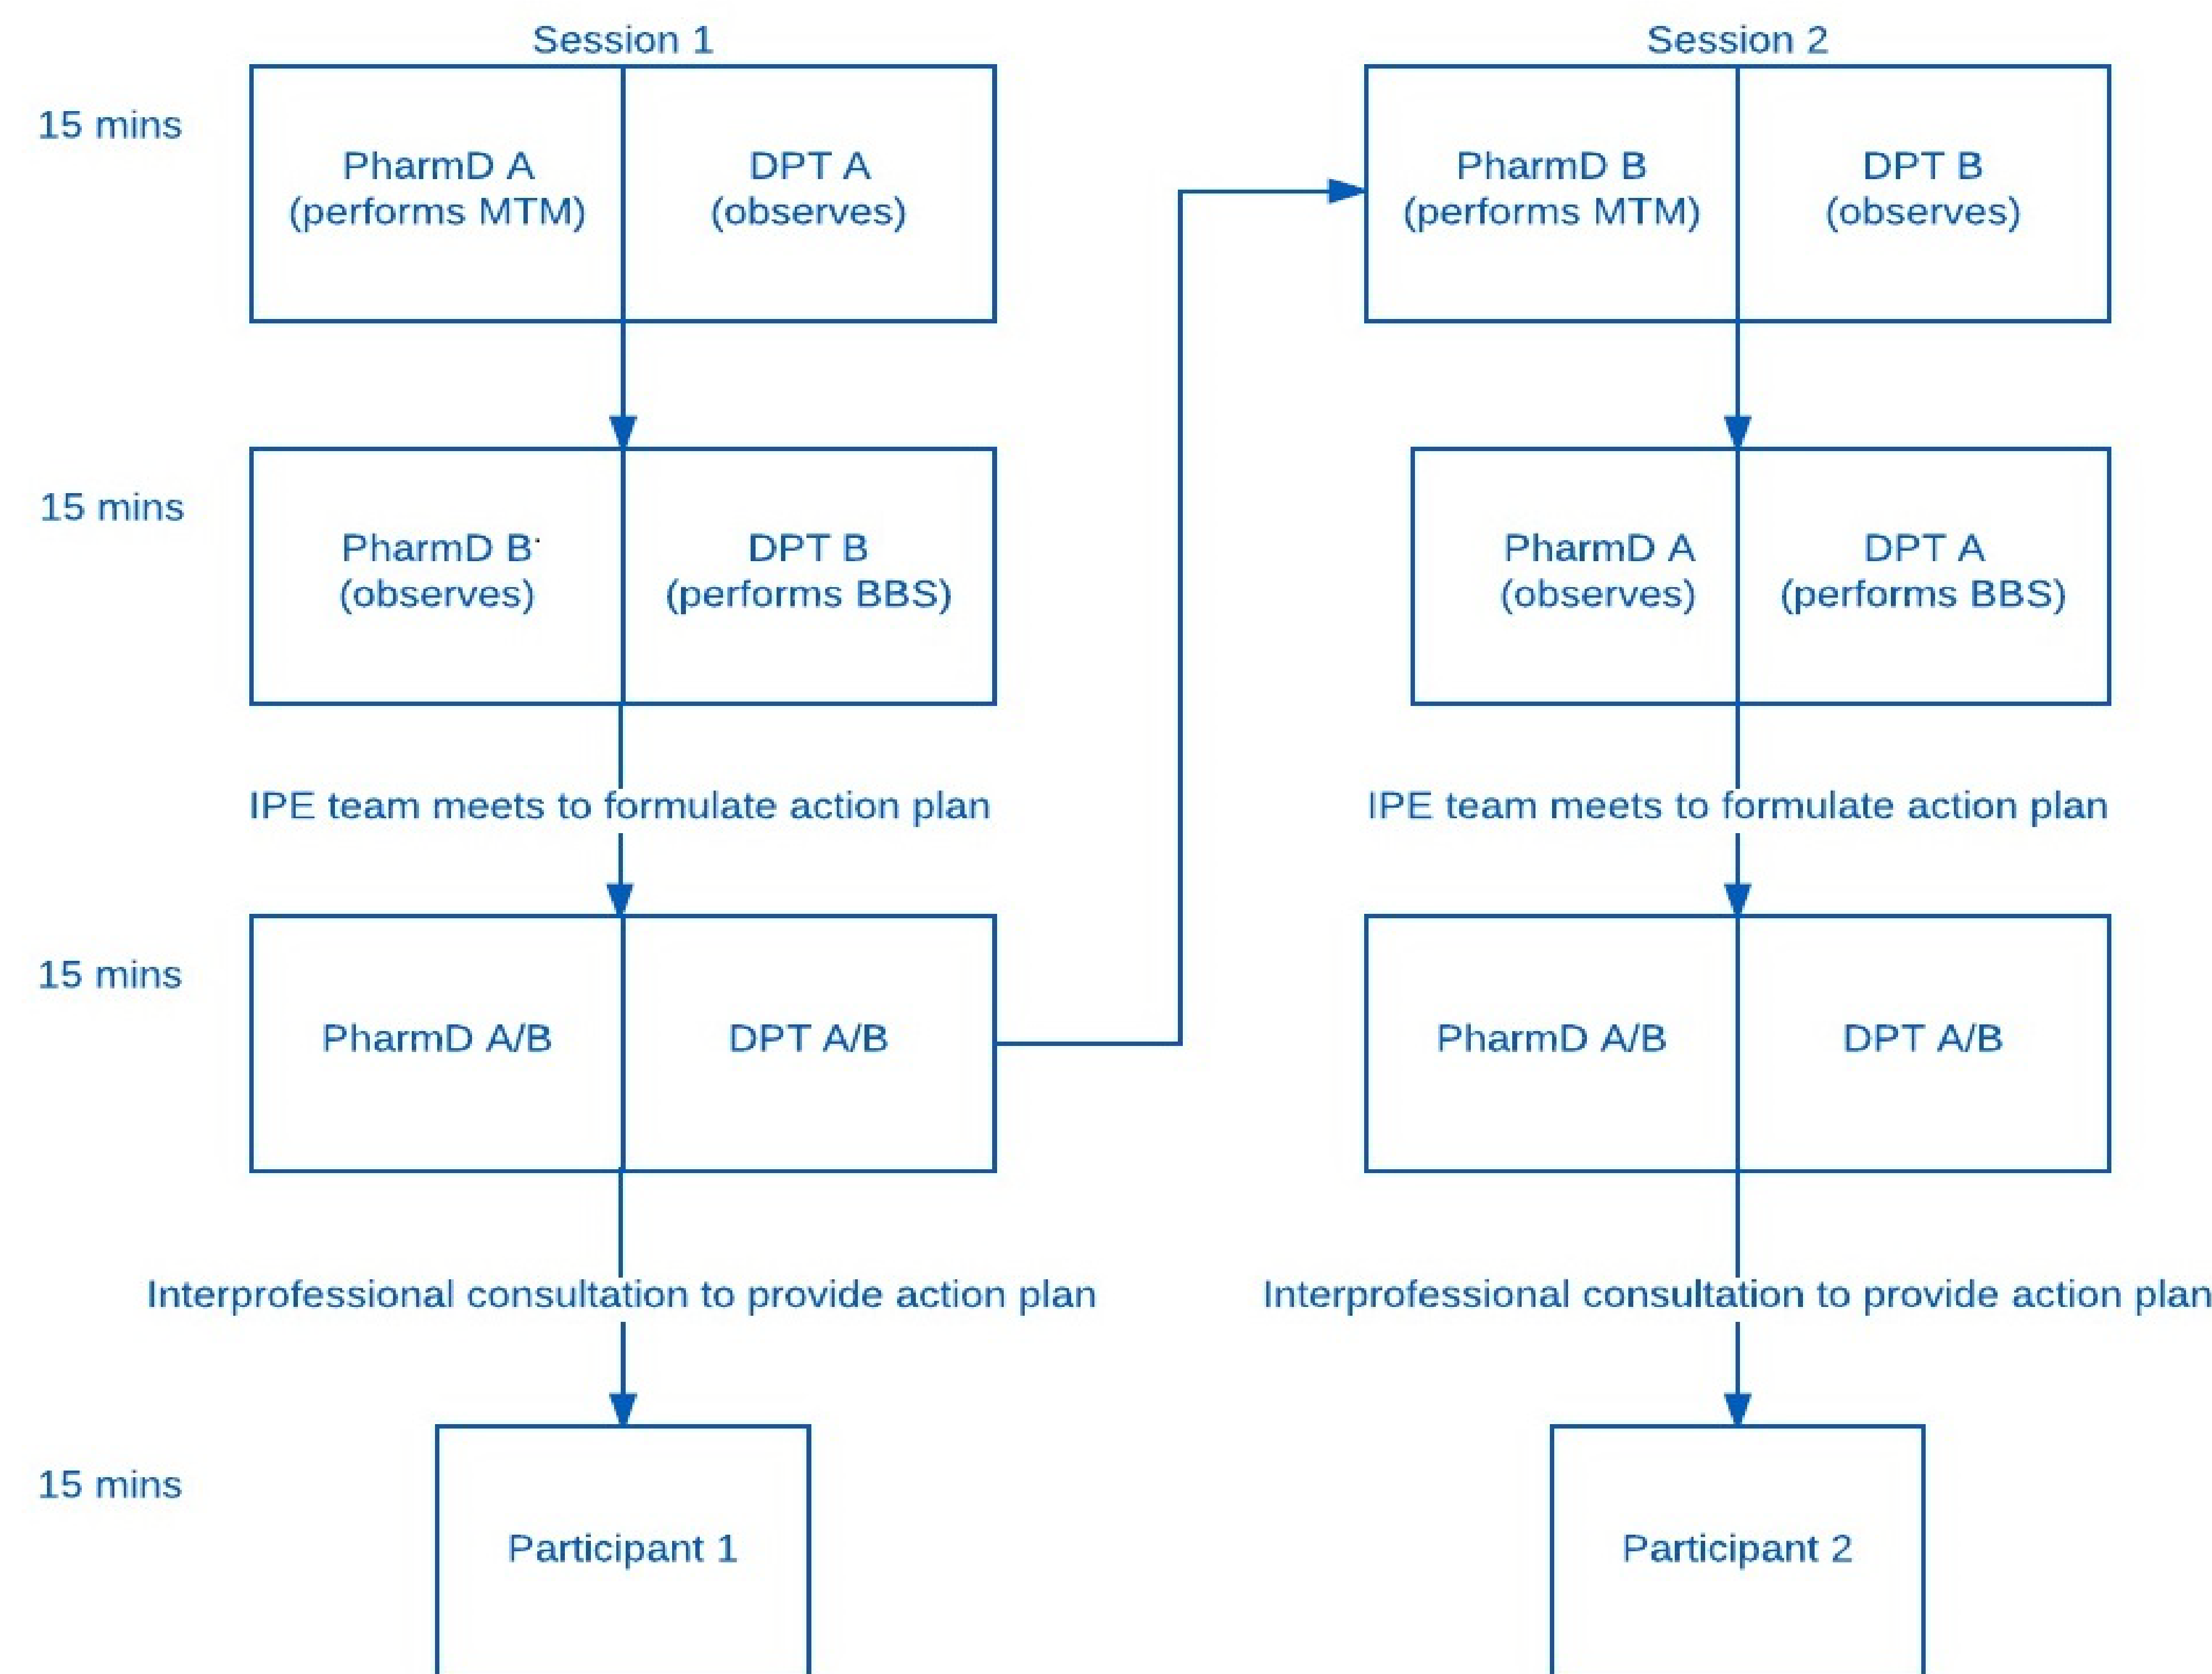 Session 1
15 mins
PharmD A
(performs MTM)
DPT A
(observes)
15 mins
PharmD B
(observes)
DPT B
(performs BBS)
IPE team meets to formulate action plan
15 mins
PharmD A/B
DPT A/B
Interprofessional consultation to provide action plan
15 mins
Participant 1
Session 2
PharmD B
(performs MTM)
DPT B
(observes)
PharmD A
(observes)
DPT A
(performs BBS)
IPE team meets to formulate action plan
PharmD A/B
DPT A/B
Interprofessional consultation to provide action plan
Participant 2